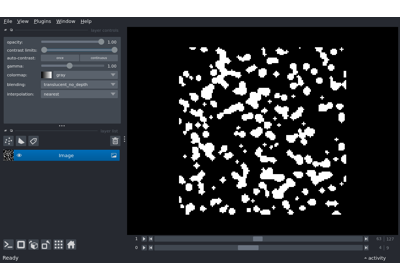 File View Plugins Window Help
opacity: 1.00
contrast limits:
auto-contrast: once continuous
gamma: 1.00
colormap: gray
blending: translucent_no_depth
interpolation: nearest
Image
1
0
Ready
activity